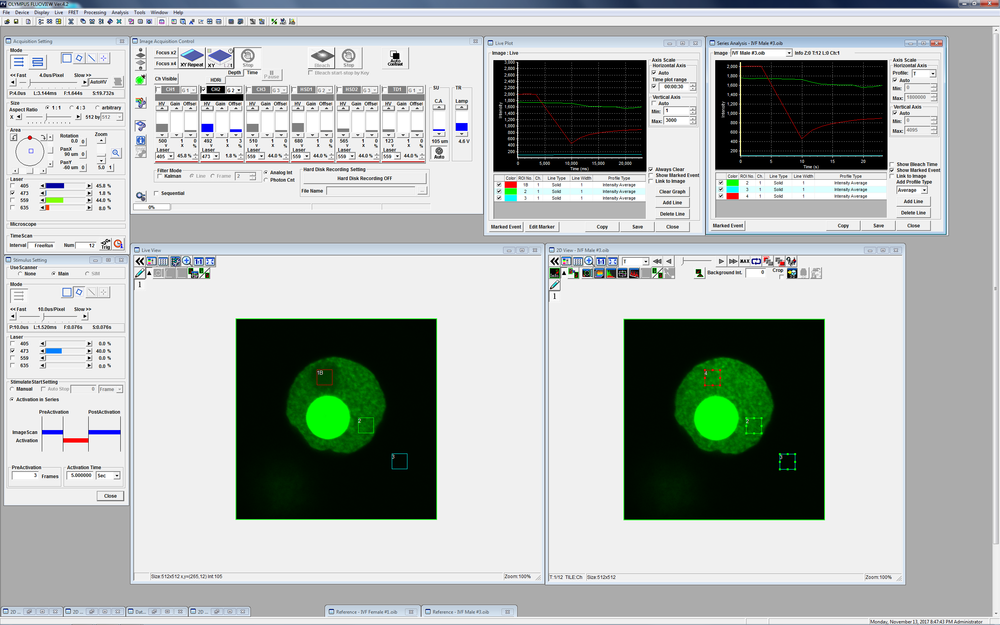 OLYMPUS FLUOVIEW Ver.4.2
File Device Display Live FRET Processing Analysis Tools Window Help
Acquisition Setting
Mode
<< Fast 4.0us/Pixel Slow >> AutoHV
P:4.0us L:3.144ms F:1.644s S:19.732s
Size
Aspect Ratio 1 : 1 4 : 3 arbitrary
X 512 by 512
Area
Rotation
0.0 0
PanX
90 um 0
PanY
-60 um 0
Zoom
5.0 1
Laser
405 45.8 %
473 1.8 %
559 44.0 %
635 8.0 %
Microscope
TimeScan
Interval FreeRun Num 12 Trig
Image Acquisition Control
Focus x2
Focus x4
XY Repeat
XY LZt
Stop
Depth Time
Pause
HDRi
Ch Visible
Bleach
Stop
Bleach start-stop by Key
Auto Contrast
CH1 G 1 CH2 G 2 CH3 G 3 HSD1 G 2 HSD2 G 3 TD1 G 1
HV Gain Offset HV Gain Offset HV Gain Offset HV Gain Offset HV Gain Offset HV Gain Offset
500 1 0 492 1 3 510 1 0 680 1 0 565 1 0 123 1 0
V X % V X % V X % V X % V X % V X %
Laser Laser Laser Laser Laser Laser
405 45.8 % 473 1.8 % 559 44.0 % 559 44.0 % 559 44.0 % 559 44.0 %
SU
C.A
105 um
Auto
TR
Lamp
4.6 V
Filter Mode
Kalman Line Frame 2
Analog Int
Photon Cnt
Hard Disk Recording Setting
Hard Disk Recording OFF
File Name ...
Sequential
0%
Live Plot
Image : Live
3,000
2,800
2,600
2,400
2,200
2,000
1,800
1,600
1,400
1,200
1,000
800
600
400
200
Intensity
0 5,000 10,000 15,000 20,000
Time (ms)
Axis Scale
Horizontal Axis
Auto
Time plot range
00:00:30
Vertical Axis
Auto
Min: 1
Max: 3000
Always Clear
Show Marked Event
Link to Image
Clear Graph
Add Line
Delete Line
Color ROI No. Ch. Line Type Line Width Profile Type
1B 1 Solid 1 Intensity Average
2 1 Solid 1 Intensity Average
3 1 Solid 1 Intensity Average
Marked Event Edit Marker Copy Save Close
Series Analysis - IVF Male #3.oib
Image IVF Male #3.oib Info Z:0 T:12 L:0 Ch:1
2,000
1,800
1,600
1,400
1,200
1,000
800
600
400
200
Intensity
0 5 10 15 20
Time (s)
Axis Scale
Horizontal Axis
Profile: T
Auto
Min: 0
Max: 1800000
Vertical Axis
Auto
Min: 0
Max: 4095
Show Bleach Time
Show Marked Event
Link to Image
Add Profile Type
Average
Add Line
Delete Line
Color ROI No. Ch. Line Type Line Width Profile Type
2 1 Solid 1 Intensity Average
3 1 Solid 1 Intensity Average
4 1 Solid 1 Intensity Average
Marked Event Copy Save Close
Stimulus Setting
UseScanner
None Main SIM
Mode
<< Fast 10.0us/Pixel Slow >>
P:10.0us L:1.520ms F:0.076s S:0.076s
Laser
405 0.0 %
473 40.0 %
559 0.0 %
635 0.0 %
StimulateStartSetting
Manual Auto Stop 0 Frame
Activation in Series
PreActivation PostActivation
ImageScan
Activation
PreActivation
3 Frames
Activation Time
5.000000 Sec
Close
Live View
1:1
1
1B
2
3
Size:512x512 x,y=(265,12) Int:105 Zoom:100%
2D View - IVF Male #3.oib
1:1 T MAX
Info. Background Int. 0 Crop 3D
1
4
2
3
T:1/12 TILE:Ch Size:512x512 Zoom:100%
2D ... 2D ... Dat... 2D ... Reference - IVF Female #1.oib Reference - IVF Male #3.oib
Monday, November 13, 2017 8:47:43 PM Administrator